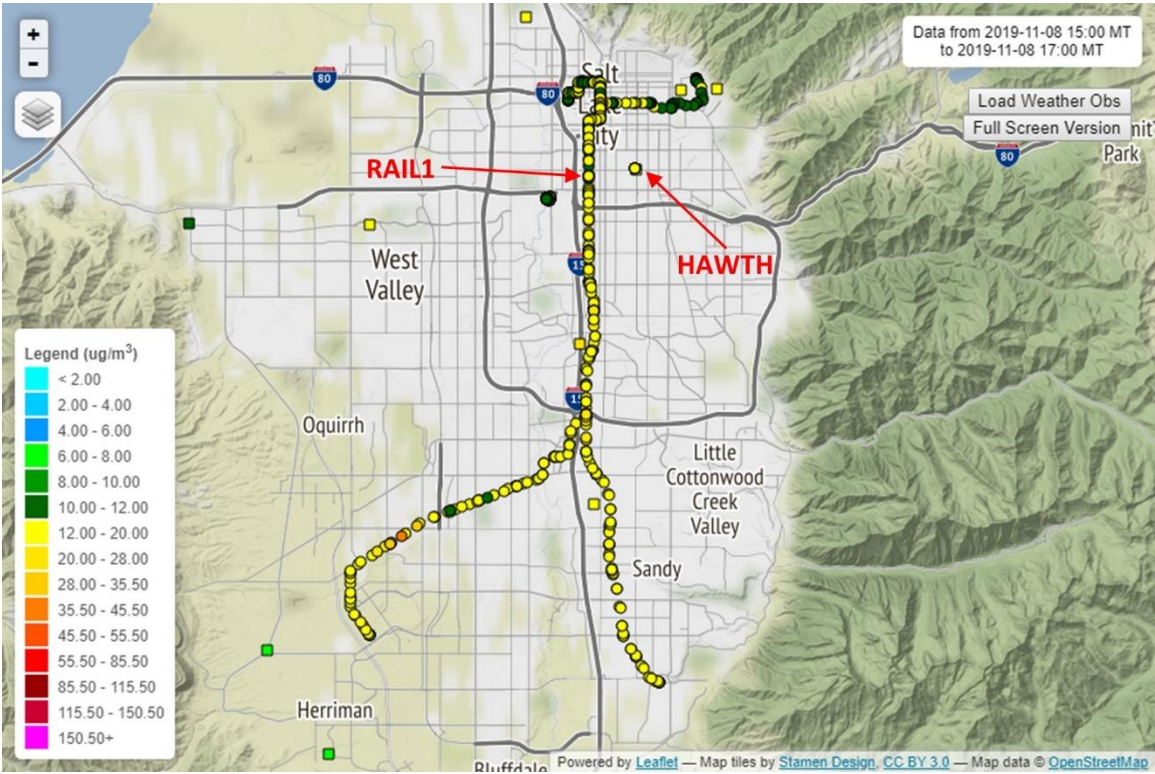 +
-
Data from 2019-11-08 15:00 MT
to 2019-11-08 17:00 MT
80
80
Salt
Lake
City
Load Weather Obs
Full Screen Version
mit
Park
80
RAIL1
HAWTH
West
Valley
15
Legend (ug/m³)
< 2.00
2.00 - 4.00
4.00 - 6.00
6.00 - 8.00
8.00 - 10.00
10.00 - 12.00
12.00 - 20.00
20.00 - 28.00
28.00 - 35.50
35.50 - 45.50
45.50 - 55.50
55.50 - 85.50
85.50 - 115.50
115.50 - 150.50
150.50+
15
Oquirrh
Little
Cottonwood
Creek
Valley
Sandy
Herriman
Bluffdale
Powered by Leaflet — Map tiles by Stamen Design, CC BY 3.0 — Map data © OpenStreetMap